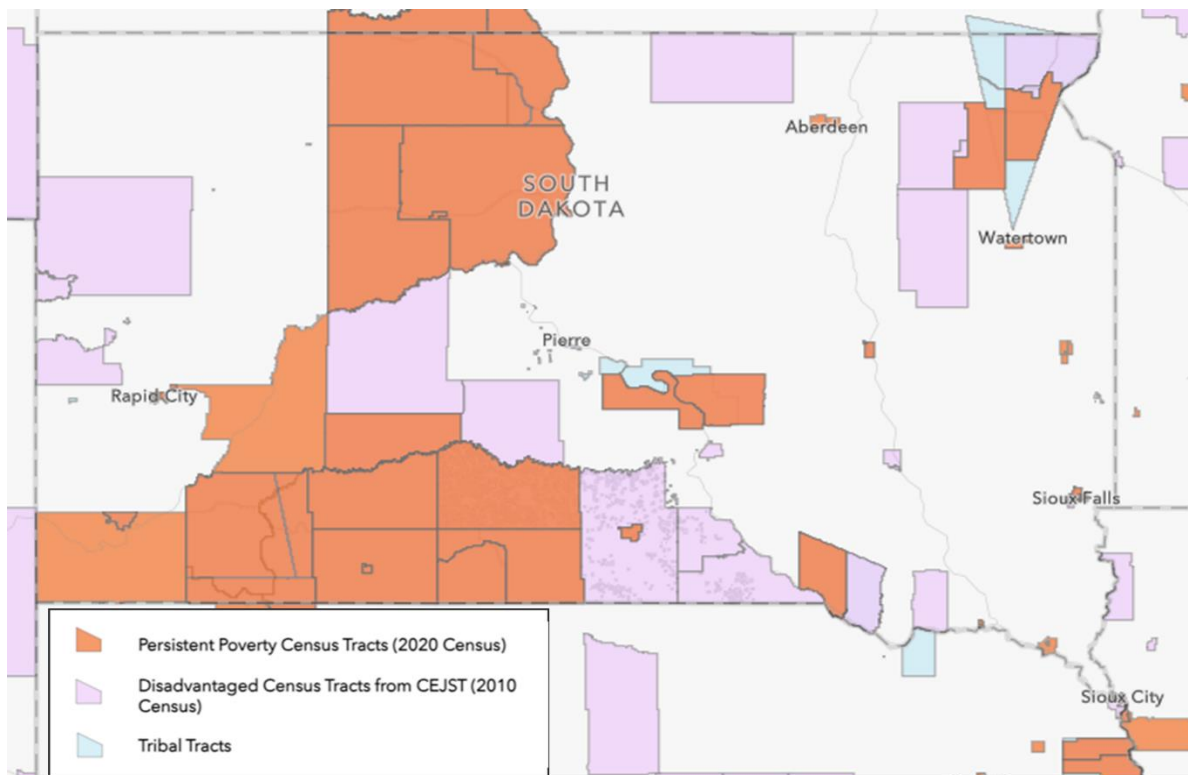 Aberdeen
SOUTH
DAKOTA
Watertown
Pierre
Rapid City
Sioux Falls
Persistent Poverty Census Tracts (2020 Census)
Disadvantaged Census Tracts from CEJST (2010
Census)
Sioux City
Tribal Tracts